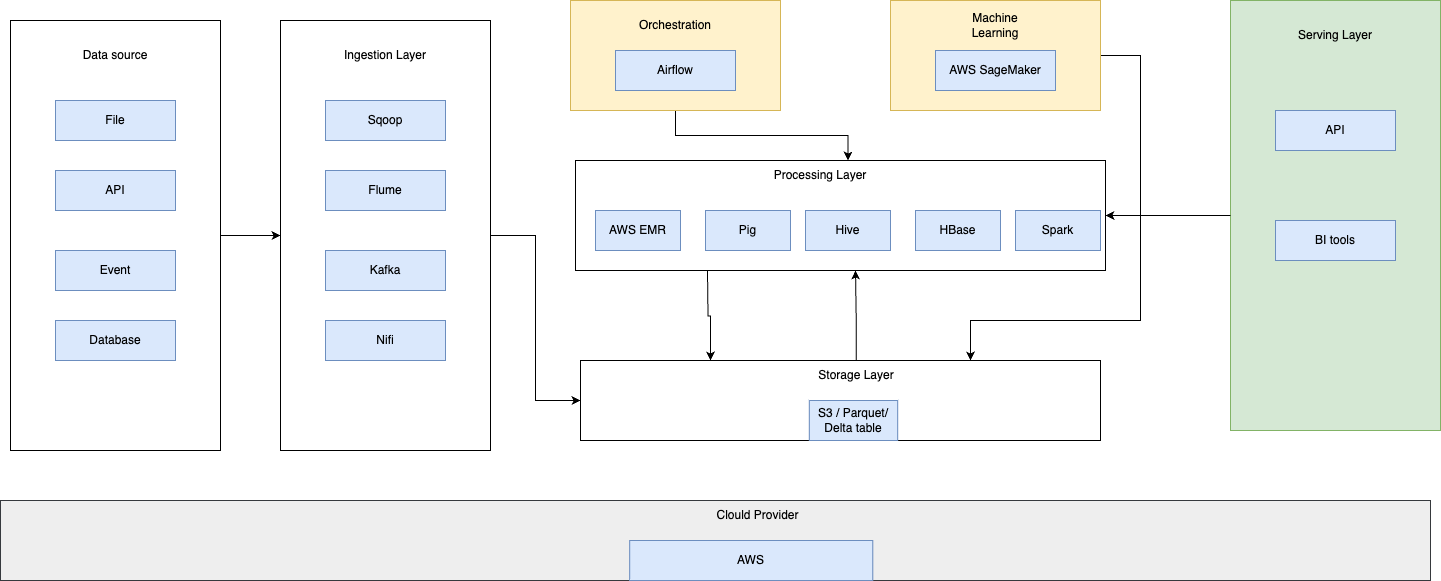 Data source
File
API
Event
Database
Ingestion Layer
Sqoop
Flume
Kafka
Nifi
Orchestration
Airflow
Machine
Learning
AWS SageMaker
Processing Layer
AWS EMR
Pig
Hive
HBase
Spark
Storage Layer
S3 / Parquet/
Delta table
Serving Layer
API
BI tools
Clould Provider
AWS